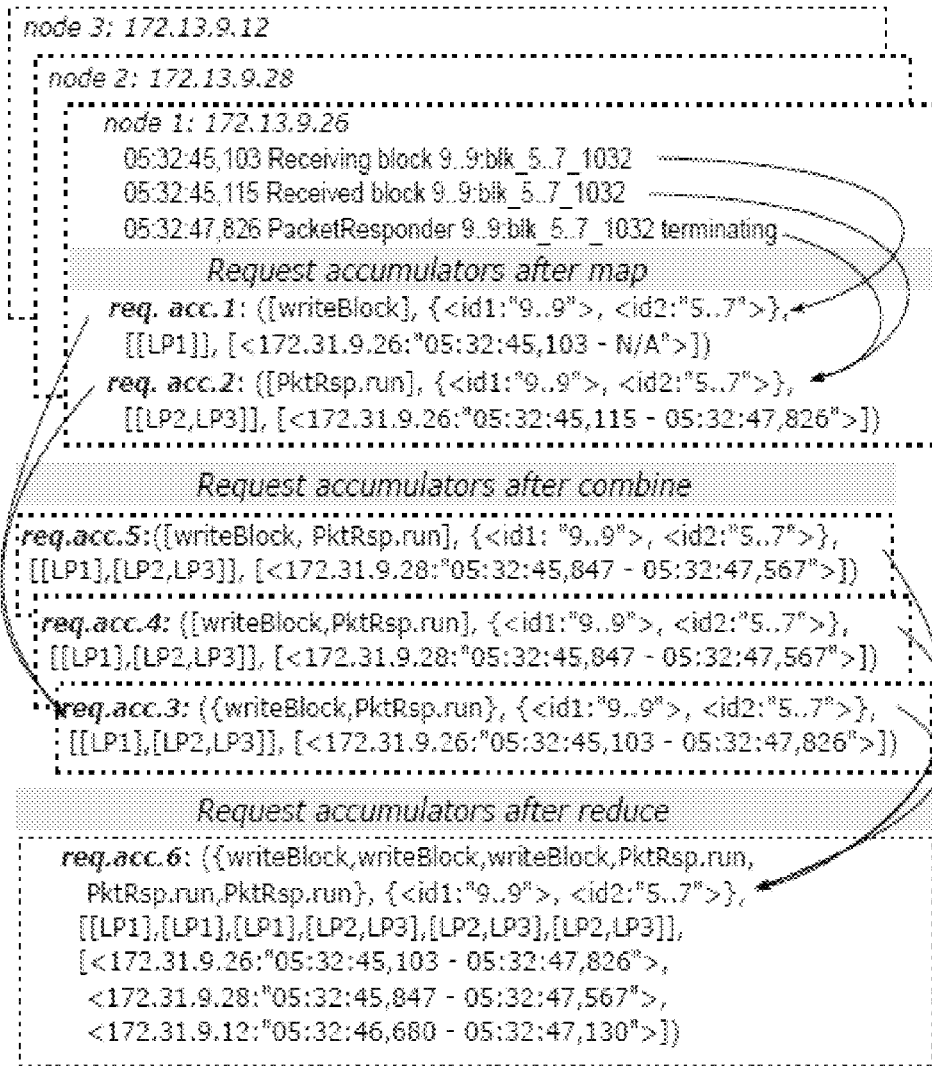 node 3: 172.13.9.12
node 2: 172.13.9.28
node 1: 172.13.9.26
05:32:45,103 Receiving block 9..9:blk_5..7_1032
05:32:45,115 Received block 9..9:blk_5..7_1032
05:32:47,826 PacketResponder 9..9:blk_5..7_1032 terminating
Request accumulators after map
req. acc.1: ([writeBlock], {<id1:"9..9">, <id2:"5..7">},
[[LP1]], [<172.31.9.26:"05:32:45,103 - N/A">])
req. acc.2: ([PktRsp.run], {<id1:"9..9">, <id2:"5..7">},
[[LP2,LP3]], [<172.31.9.26:"05:32:45,115 - 05:32:47,826">])
Request accumulators after combine
req.acc.5:([writeBlock, PktRsp.run], {<id1: "9..9">, <id2:"5..7">},
[[LP1],[LP2,LP3]], [<172.31.9.28:"05:32:45,847 - 05:32:47,567">])
req.acc.4: ([writeBlock,PktRsp.run], {<id1:"9..9">, <id2:"5..7">},
[[LP1],[LP2,LP3]], [<172.31.9.28:"05:32:45,847 - 05:32:47,567">])
req.acc.3: ({writeBlock,PktRsp.run}, {<id1:"9..9">, <id2:"5..7">},
[[LP1],[LP2,LP3]], [<172.31.9.26:"05:32:45,103 - 05:32:47,826">])
Request accumulators after reduce
req.acc.6: ({writeBlock,writeBlock,writeBlock,PktRsp.run,
PktRsp.run,PktRsp.run}, {<id1:"9..9">, <id2:"5..7">},
[[LP1],[LP1],[LP1],[LP2,LP3],[LP2,LP3],[LP2,LP3]],
[<172.31.9.26:"05:32:45,103 - 05:32:47,826">,
<172.31.9.28:"05:32:45,847 - 05:32:47,567">,
<172.31.9.12:"05:32:46,680 - 05:32:47,130">])